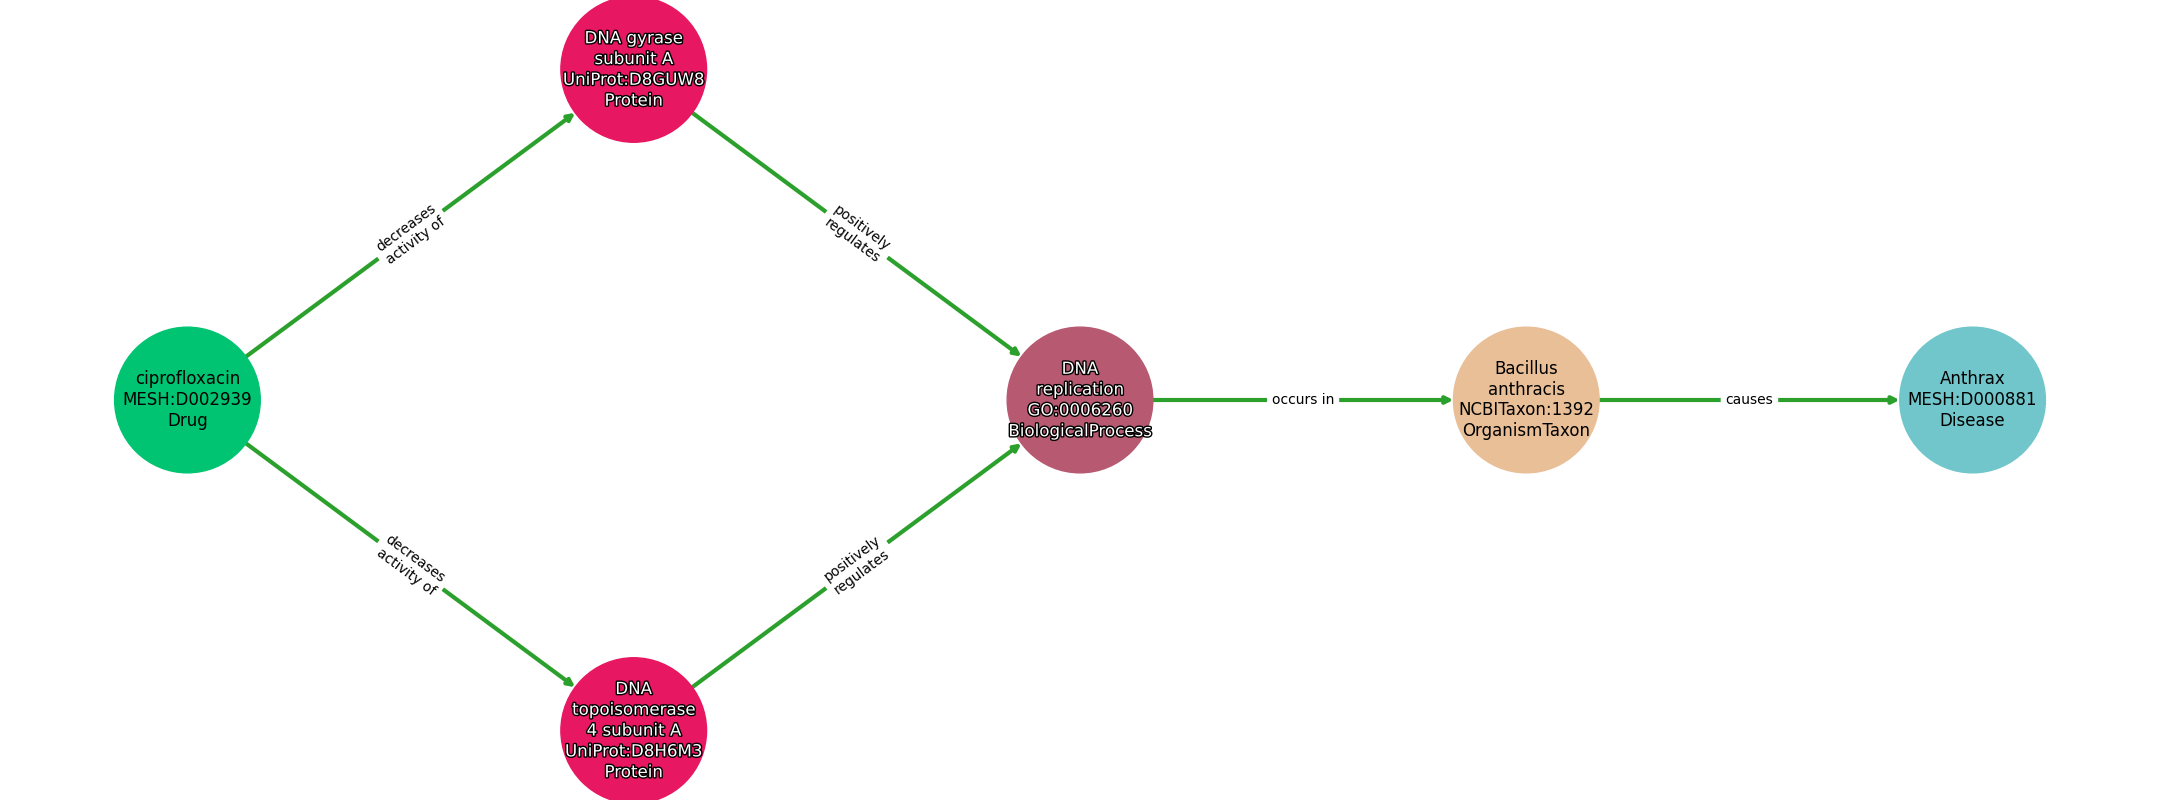 DNA gyrase
subunit A
UniProt:D8GUW8
Protein
decreases
activity of
positively
regulates
ciprofloxacin
MESH:D002939
Drug
DNA
replication
GO:0006260
BiologicalProcess
occurs in
Bacillus
anthracis
NCBITaxon:1392
OrganismTaxon
causes
Anthrax
MESH:D000881
Disease
decreases
activity of
positively
regulates
DNA
topoisomerase
4 subunit A
UniProt:D8H6M3
Protein